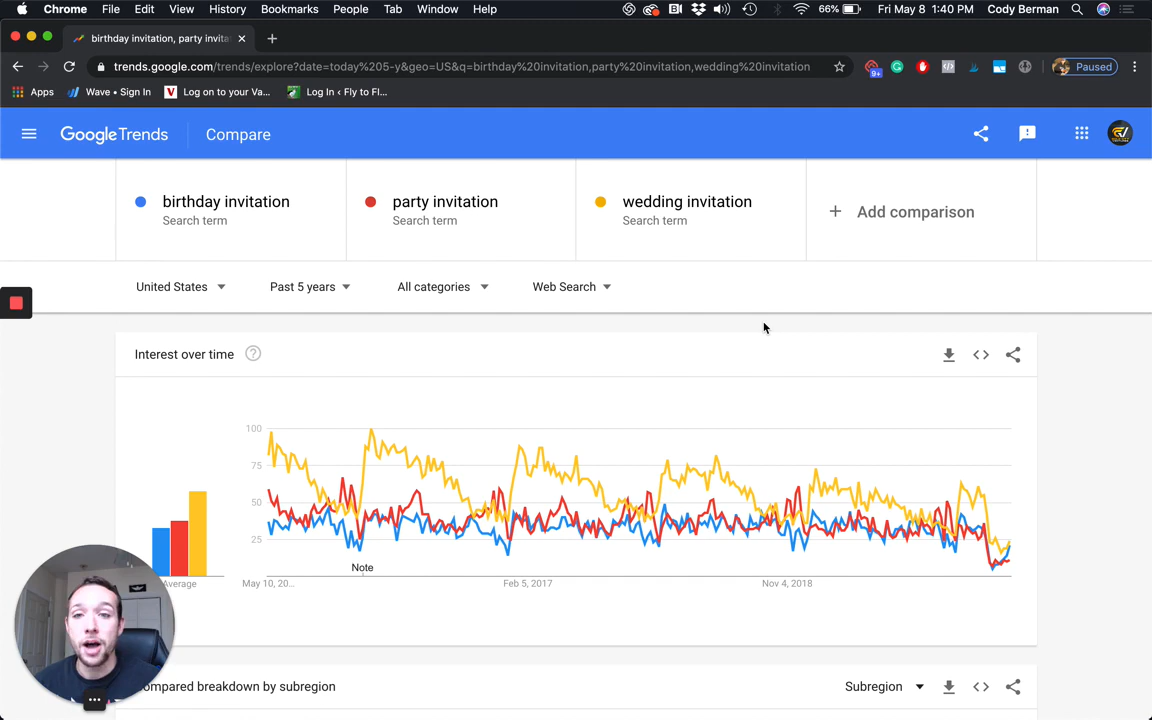 Chrome File Edit View History Bookmarks People Tab Window Help 66% Fri May 8 1:40 PM Cody Berman
birthday invitation, party invita
trends.google.com/trends/explore?date=today%205-y&geo=US&q=birthday%20invitation,party%20invitation,wedding%20invitation 9+ Paused
Apps Wave • Sign In Log on to your Va... Log In ‹ Fly to Fl...
Google Trends Compare
birthday invitation party invitation wedding invitation + Add comparison
Search term Search term Search term
United States Past 5 years All categories Web Search
Interest over time ?
100
75
50
25
Note
Average May 10, 20... Feb 5, 2017 Nov 4, 2018
ompared breakdown by subregion Subregion